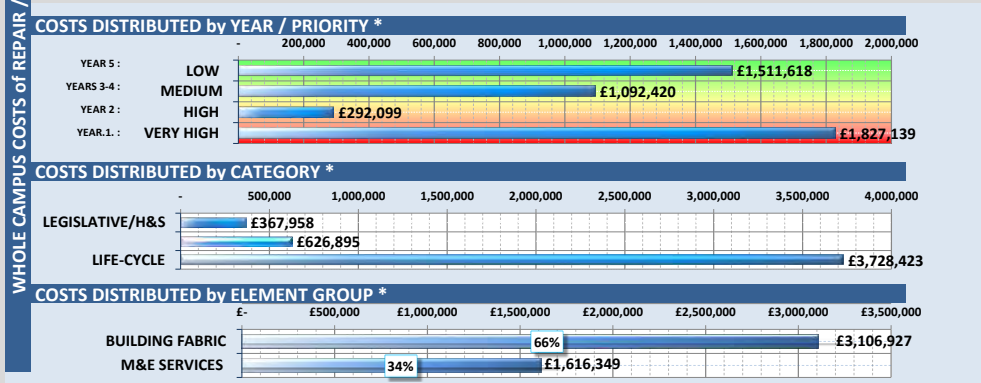 WHOLE CAMPUS COSTS of REPAIR /
COSTS DISTRIBUTED by YEAR / PRIORITY *
- 200,000 400,000 600,000 800,000 1,000,000 1,200,000 1,400,000 1,600,000 1,800,000 2,000,000
YEAR 5 : LOW £1,511,618
YEARS 3-4 : MEDIUM £1,092,420
YEAR 2 : HIGH £292,099
YEAR.1. : VERY HIGH £1,827,139
COSTS DISTRIBUTED by CATEGORY *
- 500,000 1,000,000 1,500,000 2,000,000 2,500,000 3,000,000 3,500,000 4,000,000
LEGISLATIVE/H&S £367,958
£626,895
LIFE-CYCLE £3,728,423
COSTS DISTRIBUTED by ELEMENT GROUP *
£- £500,000 £1,000,000 £1,500,000 £2,000,000 £2,500,000 £3,000,000 £3,500,000
BUILDING FABRIC 66% £3,106,927
M&E SERVICES 34% £1,616,349